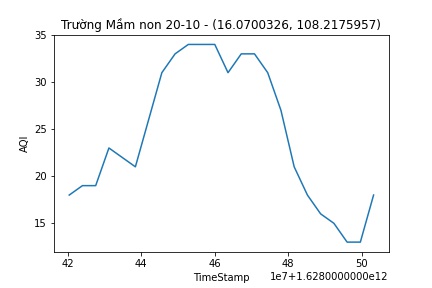 Trường Mầm non 20-10 - (16.0700326, 108.2175957)
35
30
25
20
15
AQI
42 44 46 48 50
TimeStamp
1e7+1.6280000000e12